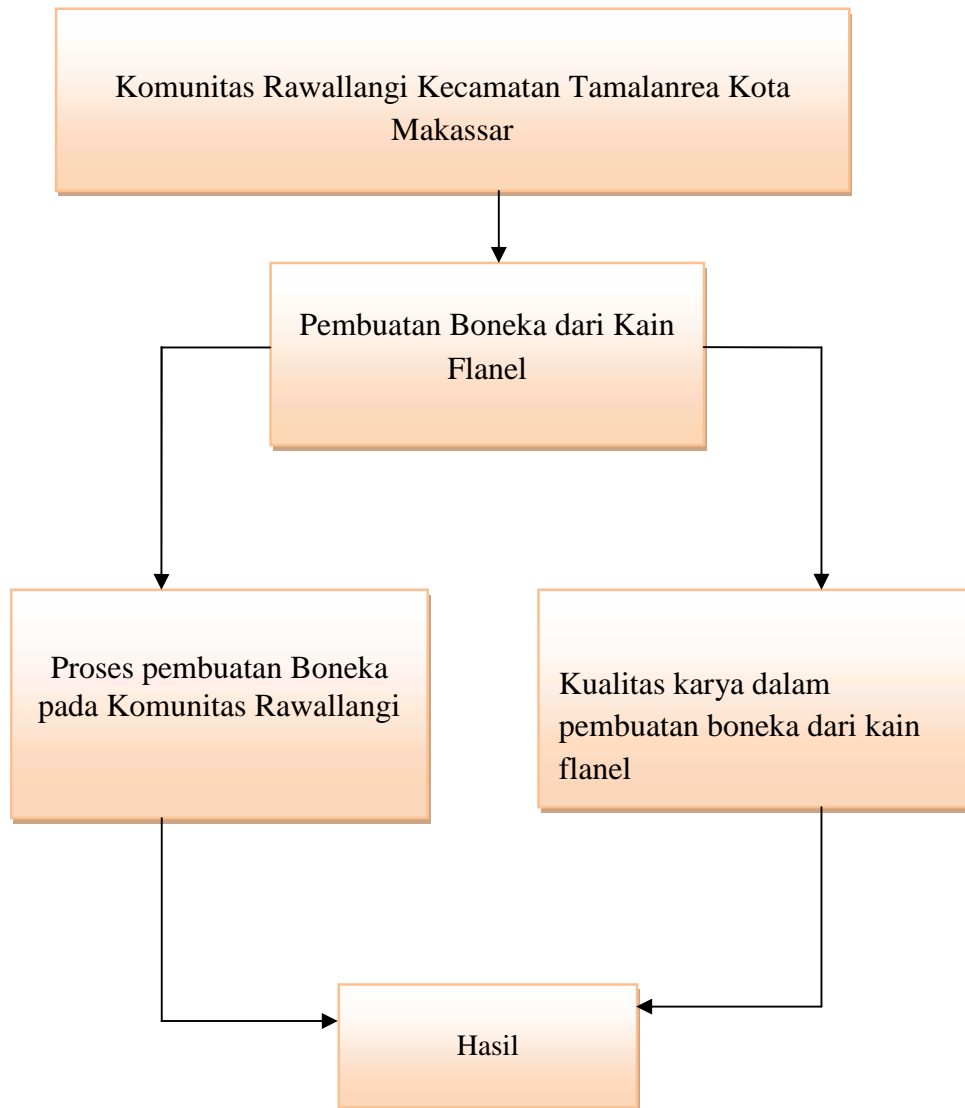 Komunitas Rawallangi Kecamatan Tamalanrea Kota
Makassar
Pembuatan Boneka dari Kain
Flanel
Proses pembuatan Boneka
pada Komunitas Rawallangi
Kualitas karya dalam
pembuatan boneka dari kain
flanel
Hasil